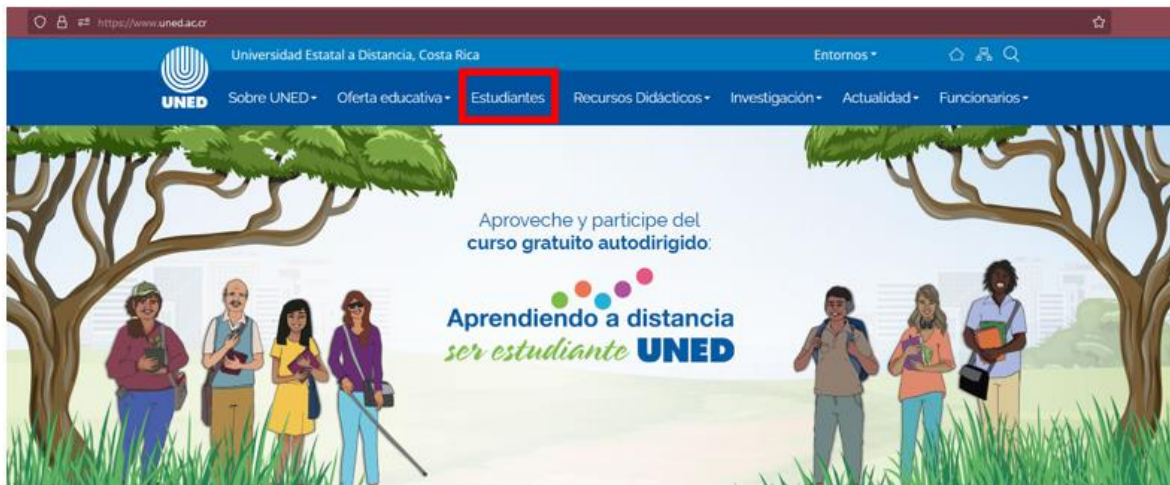 https://www.uned.ac.cr
Universidad Estatal a Distancia, Costa Rica
Entornos
UNED
Sobre UNED
Oferta educativa
Estudiantes
Recursos Didácticos
Investigación
Actualidad
Funcionarios
Aproveche y participe del
curso gratuito autodirigido:
Aprendiendo a distancia
ser estudiante UNED